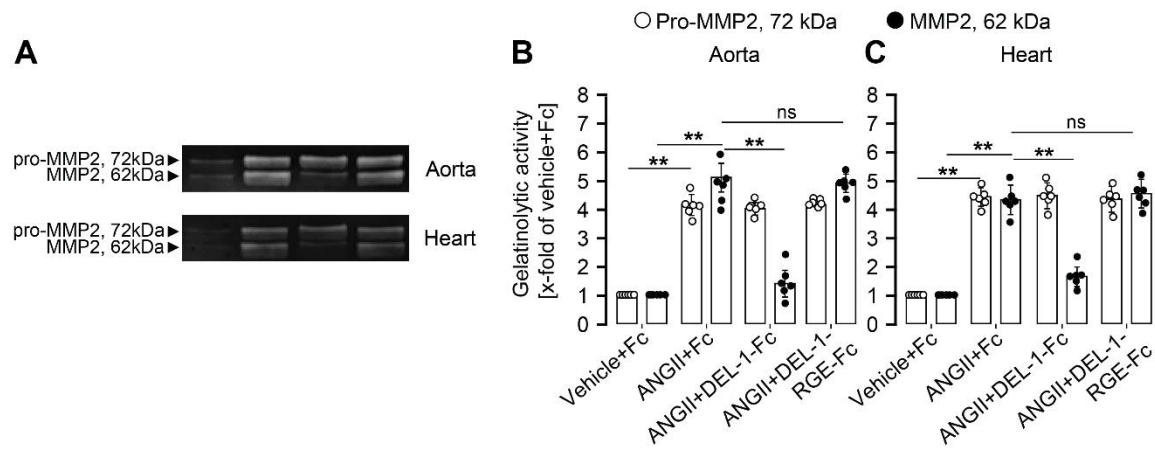 Pro-MMP2, 72 kDa
MMP2, 62 kDa
A
pro-MMP2, 72kDa
MMP2, 62kDa
Aorta
pro-MMP2, 72kDa
MMP2, 62kDa
Heart
B
Aorta
Gelatinolytic activity
[x-fold of vehicle+Fc]
8
7
6
5
4
3
2
1
0
**
**
**
ns
Vehicle+Fc
ANGII+Fc
ANGII+DEL-1-Fc
ANGII+DEL-1-
RGE-Fc
C
Heart
8
7
6
5
4
3
2
1
0
**
**
**
ns
Vehicle+Fc
ANGII+Fc
ANGII+DEL-1-Fc
ANGII+DEL-1-
RGE-Fc